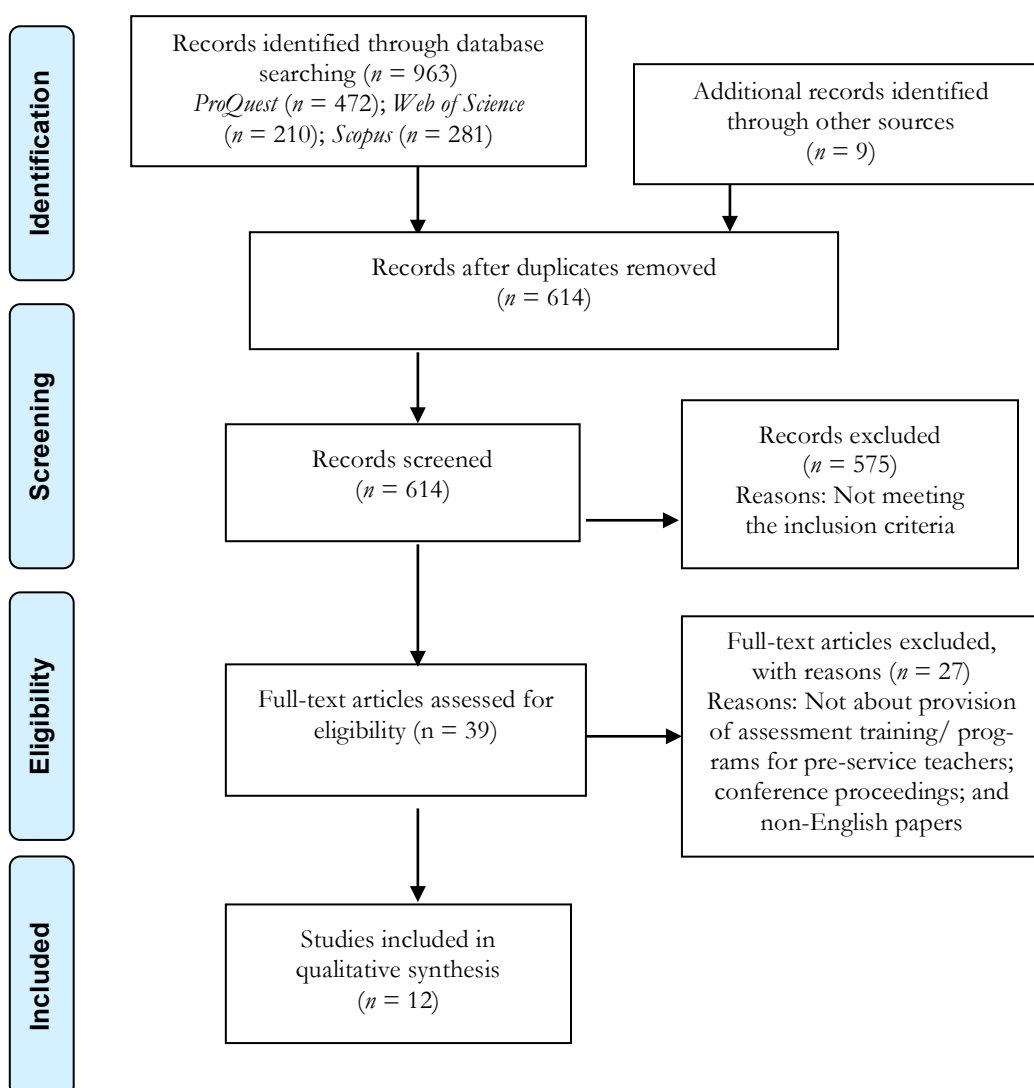 Identification
Records identified through database
searching (n = 963)
ProQuest (n = 472); Web of Science
(n = 210); Scopus (n = 281)
Additional records identified
through other sources
(n = 9)
Records after duplicates removed
(n = 614)
Screening
Records screened
(n = 614)
Records excluded
(n = 575)
Reasons: Not meeting
the inclusion criteria
Eligibility
Full-text articles assessed for
eligibility (n = 39)
Full-text articles excluded,
with reasons (n = 27)
Reasons: Not about provision
of assessment training/ prog-
rams for pre-service teachers;
conference proceedings; and
non-English papers
Included
Studies included in
qualitative synthesis
(n = 12)